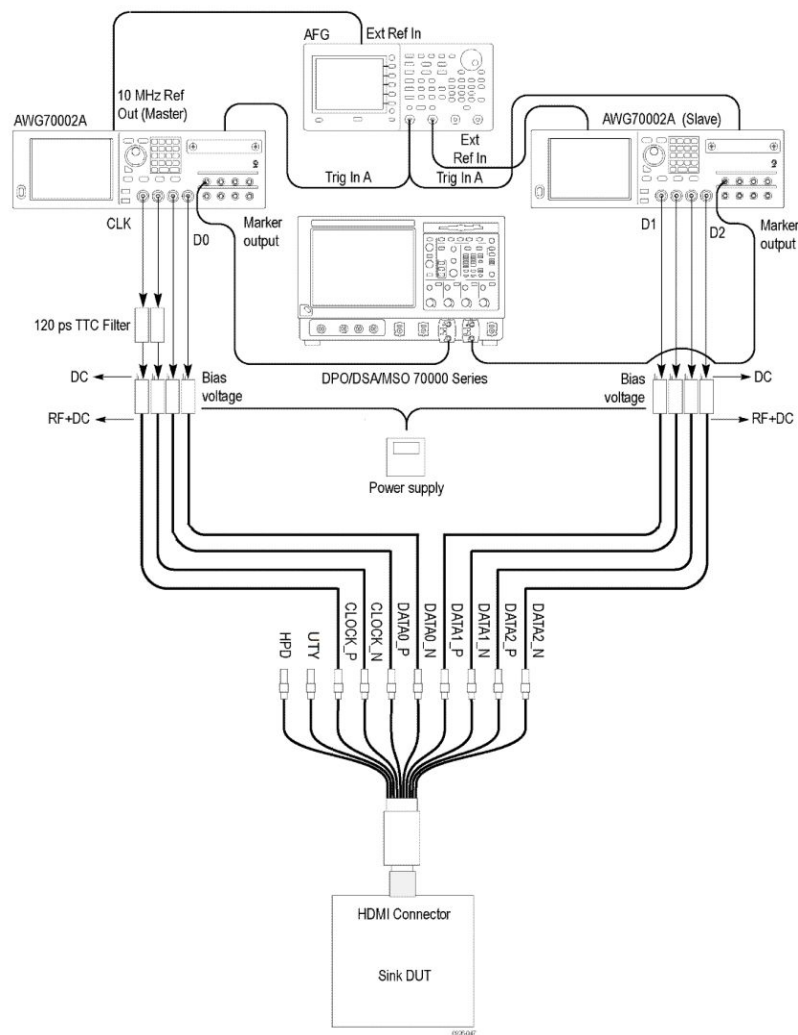 AFG
Ext Ref In
10 MHz Ref
Out (Master)
AWG70002A
AWG70002A (Slave)
Ext
Ref In
Trig In A
Trig In A
CLK
D0
Marker
output
D1
D2
Marker
output
120 ps TTC Filter
DPO/DSA/MSO 70000 Series
DC
Bias
voltage
RF+DC
Bias
voltage
DC
RF+DC
Power supply
HPD
UTY
CLOCK_P
CLOCK_N
DATA0_P
DATA0_N
DATA1_P
DATA1_N
DATA2_P
DATA2_N
HDMI Connector
Sink DUT